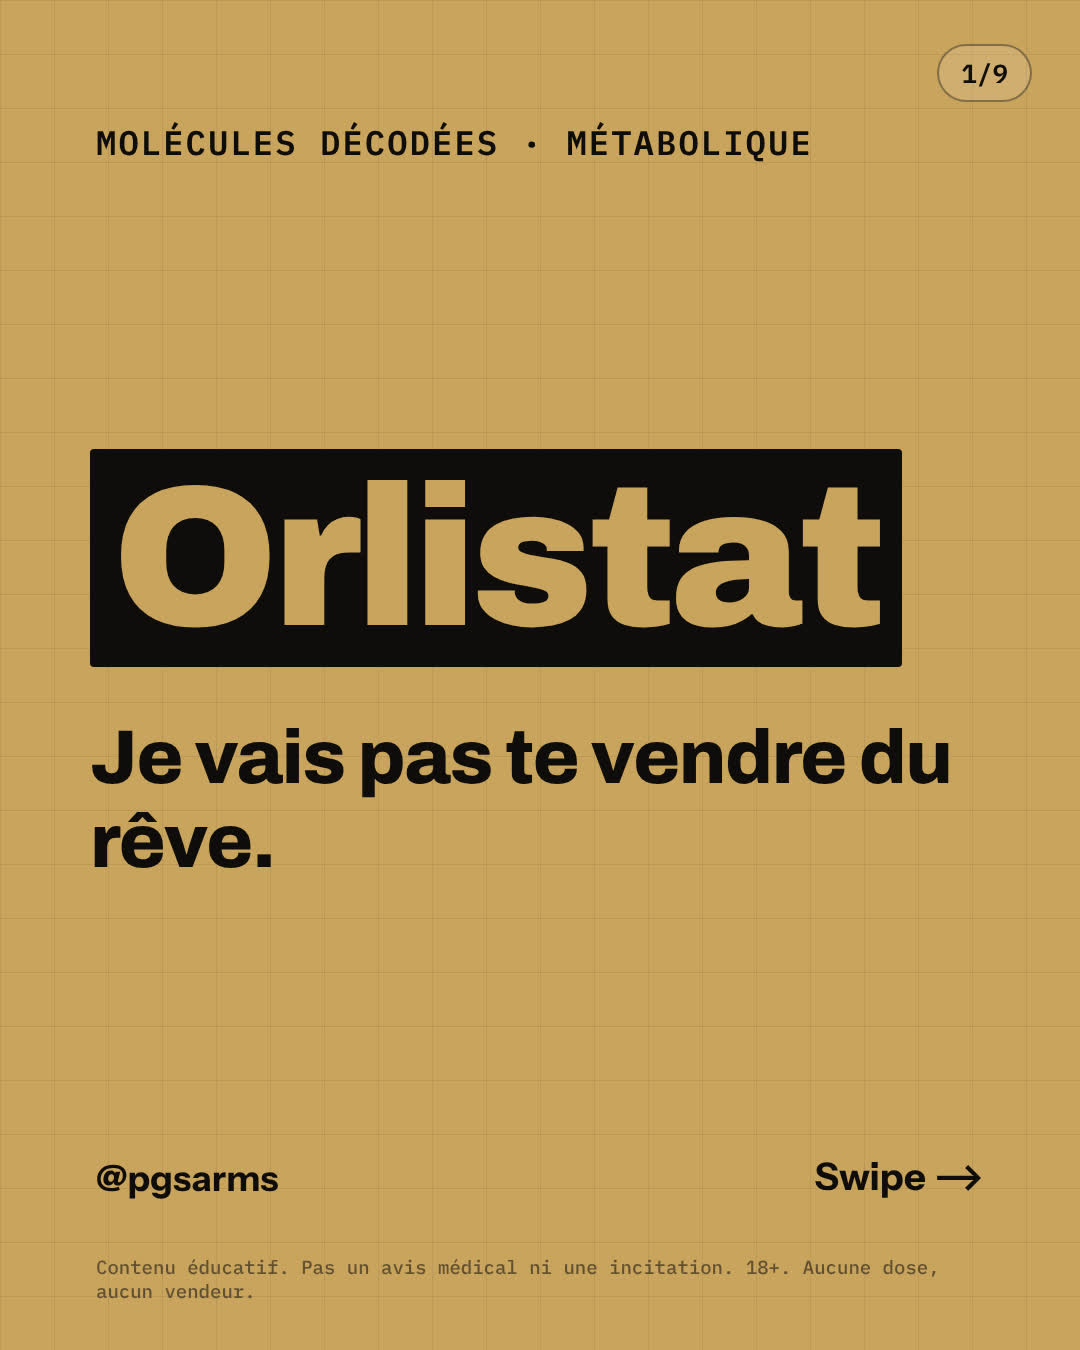 1/9
MOLÉCULES DÉCODÉES · MÉTABOLIQUE
Orlistat
Je vais pas te vendre du
rêve.
@pgsarms
Swipe →
Contenu éducatif. Pas un avis médical ni une incitation. 18+. Aucune dose,
aucun vendeur.